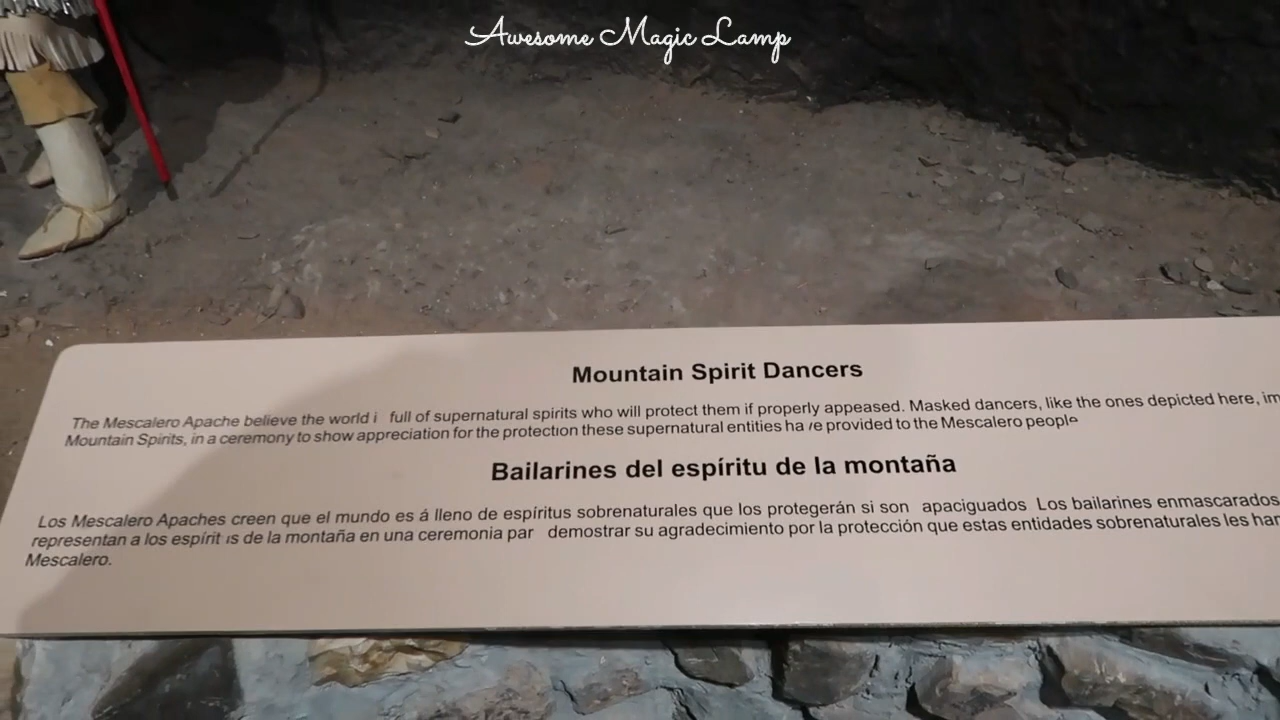 Awesome Magic Lamp
Mountain Spirit Dancers
The Mescalero Apache believe the world i full of supernatural spirits who will protect them if properly appeased. Masked dancers, like the ones depicted here, im
Mountain Spirits, in a ceremony to show appreciation for the protection these supernatural entities ha e provided to the Mescalero people
Bailarines del espíritu de la montaña
Los Mescalero Apaches creen que el mundo es á lleno de espíritus sobrenaturales que los protegerán si son apaciguados Los bailarines enmascarados
representan a los espírit s de la montaña en una ceremonia par demostrar su agradecimiento por la protección que estas entidades sobrenaturales les han
Mescalero.